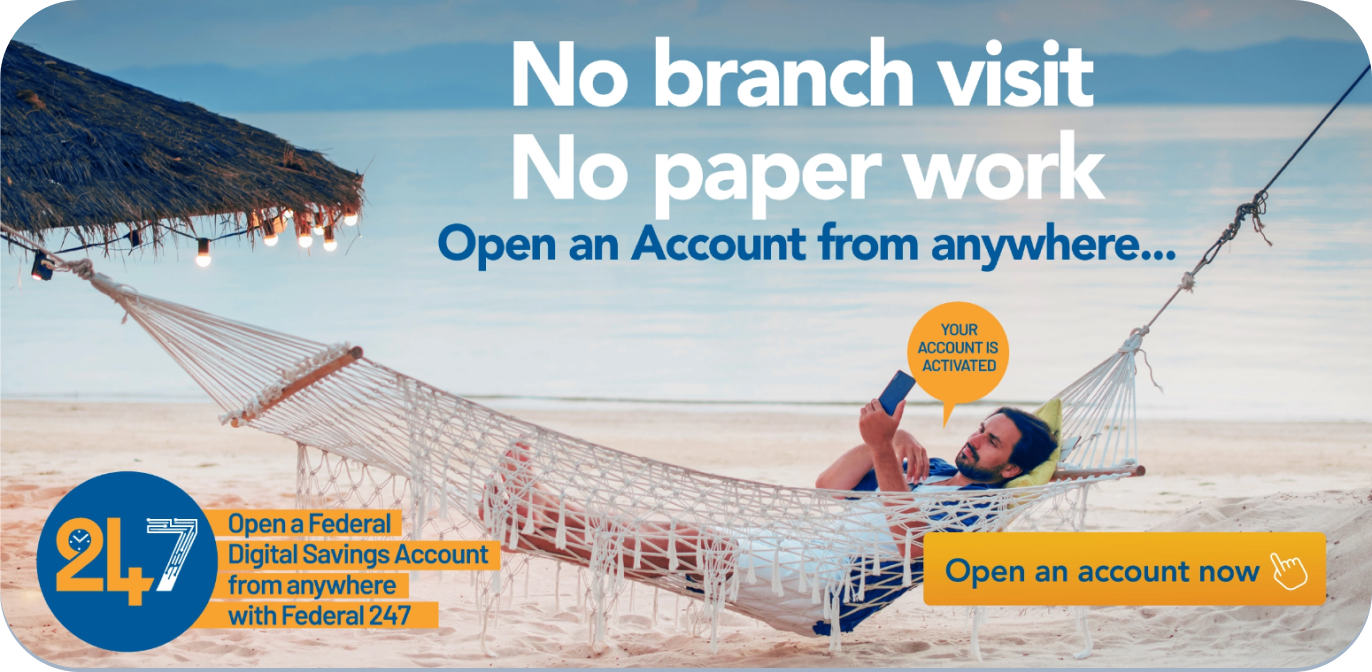 No branch visit
No paper work
Open an Account from anywhere...
YOUR
ACCOUNT IS
ACTIVATED
247
Open a Federal
Digital Savings Account
from anywhere
with Federal 247
Open an account now